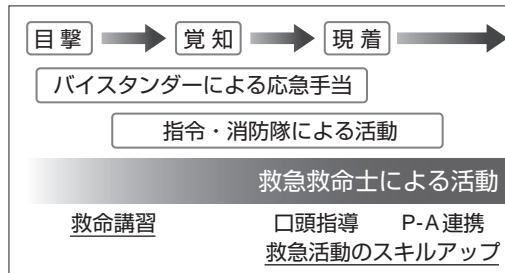 目撃 覚知 現着
バイスタンダーによる応急手当
指令・消防隊による活動
救急救命士による活動
救命講習 口頭指導 P-A連携
救急活動のスキルアップ